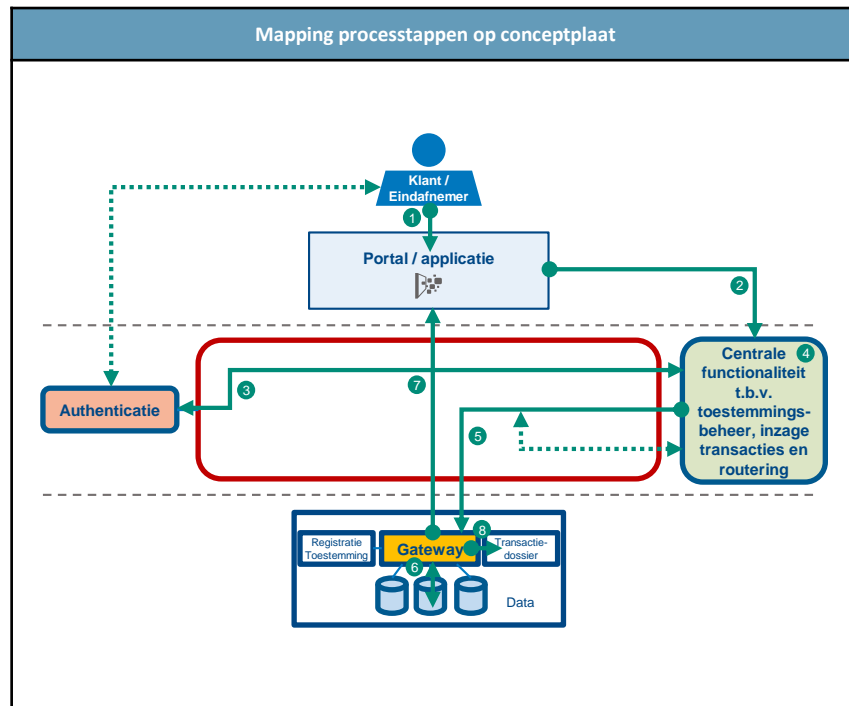 Mapping processtappen op conceptplaat
Klant /
Eindafnemer
1
Portal / applicatie
2
3
Authenticatie
7
4
Centrale
functionaliteit
t.b.v.
toestemmings-
beheer, inzage
transacties en
routering
5
8
Registratie
Toestemming
Gateway
Transactie-
dossier
6
Data